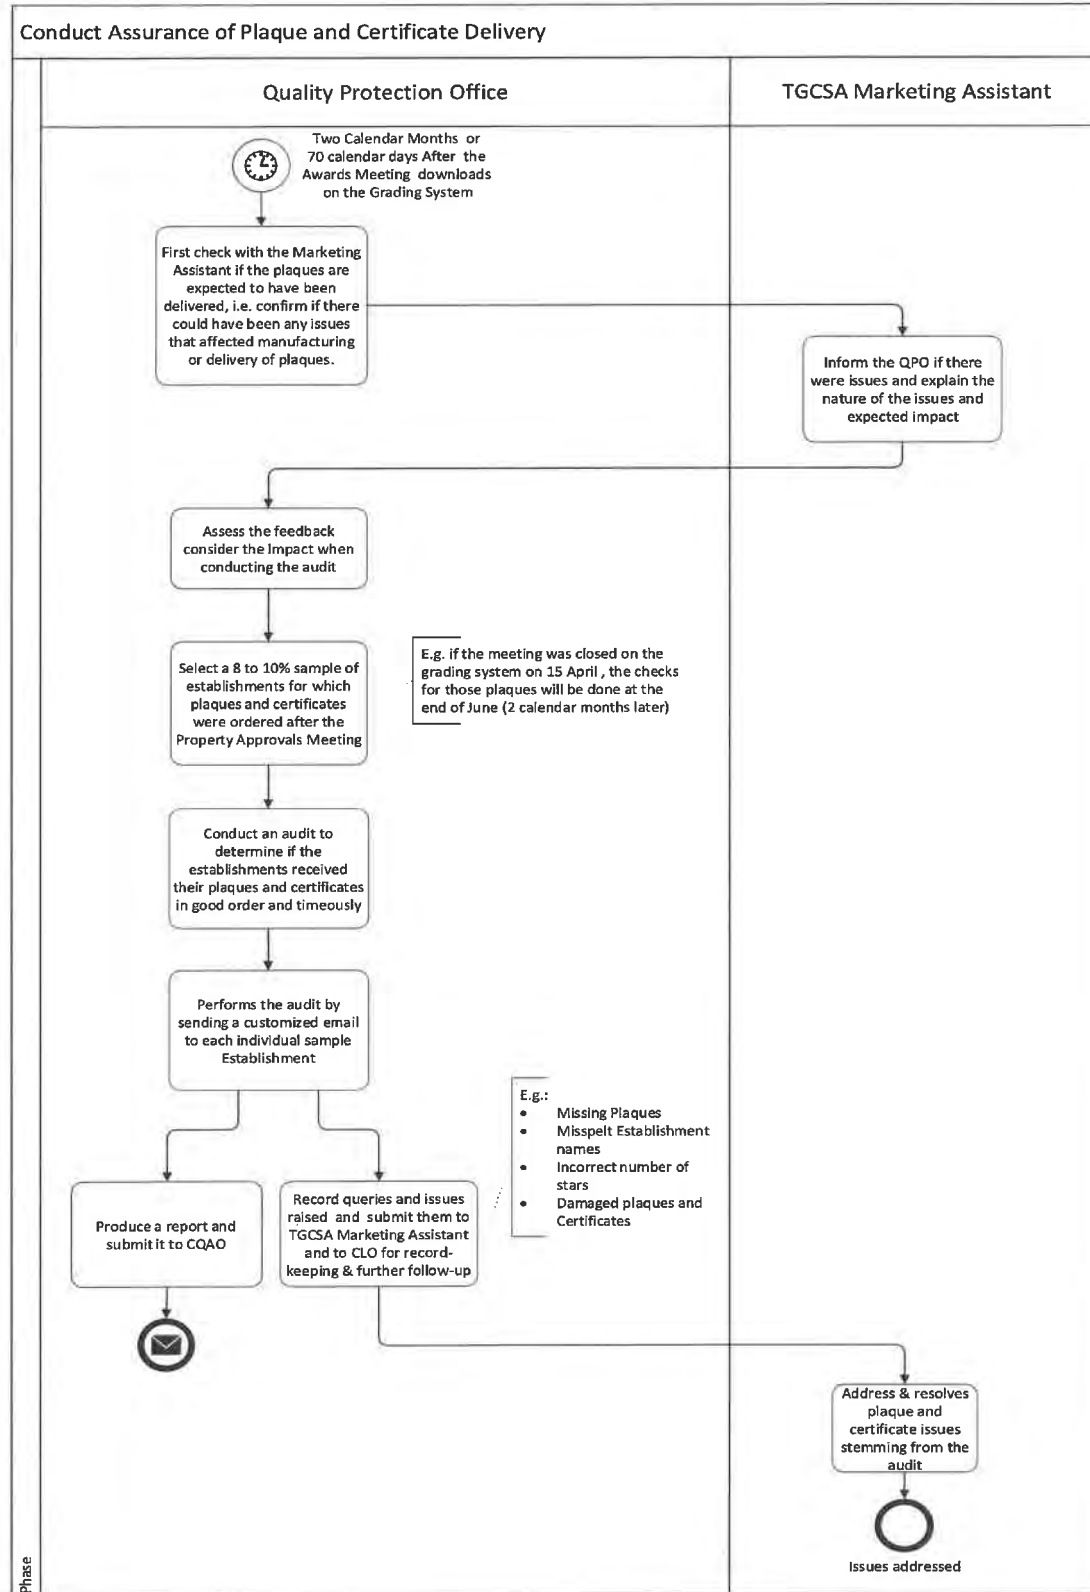 Conduct Assurance of Plaque and Certificate Delivery
Quality Protection Office
TGCSA Marketing Assistant
Two Calendar Months or
70 calendar days After the
Awards Meeting downloads
on the Grading System
First check with the Marketing
Assistant if the plaques are
expected to have been
delivered, i.e. confirm if there
could have been any issues
that affected manufacturing
or delivery of plaques.
Inform the QPO if there
were issues and explain the
nature of the issues and
expected impact
Assess the feedback
consider the Impact when
conducting the audit
Select a 8 to 10% sample of
establishments for which
plaques and certificates
were ordered after the
Property Approvals Meeting
E.g. if the meeting was closed on the
grading system on 15 April , the checks
for those plaques will be done at the
end of June (2 calendar months later)
Conduct an audit to
determine if the
establishments received
their plaques and certificates
in good order and timeously
Performs the audit by
sending a customized email
to each individual sample
Establishment
E.g.:
• Missing Plaques
• Misspelt Establishment
names
• Incorrect number of
stars
• Damaged plaques and
Certificates
Produce a report and
submit it to CQAO
Record queries and issues
raised and submit them to
TGCSA Marketing Assistant
and to CLO for record-
keeping & further follow-up
Address & resolves
plaque and
certificate issues
stemming from the
audit
Issues addressed
Phase